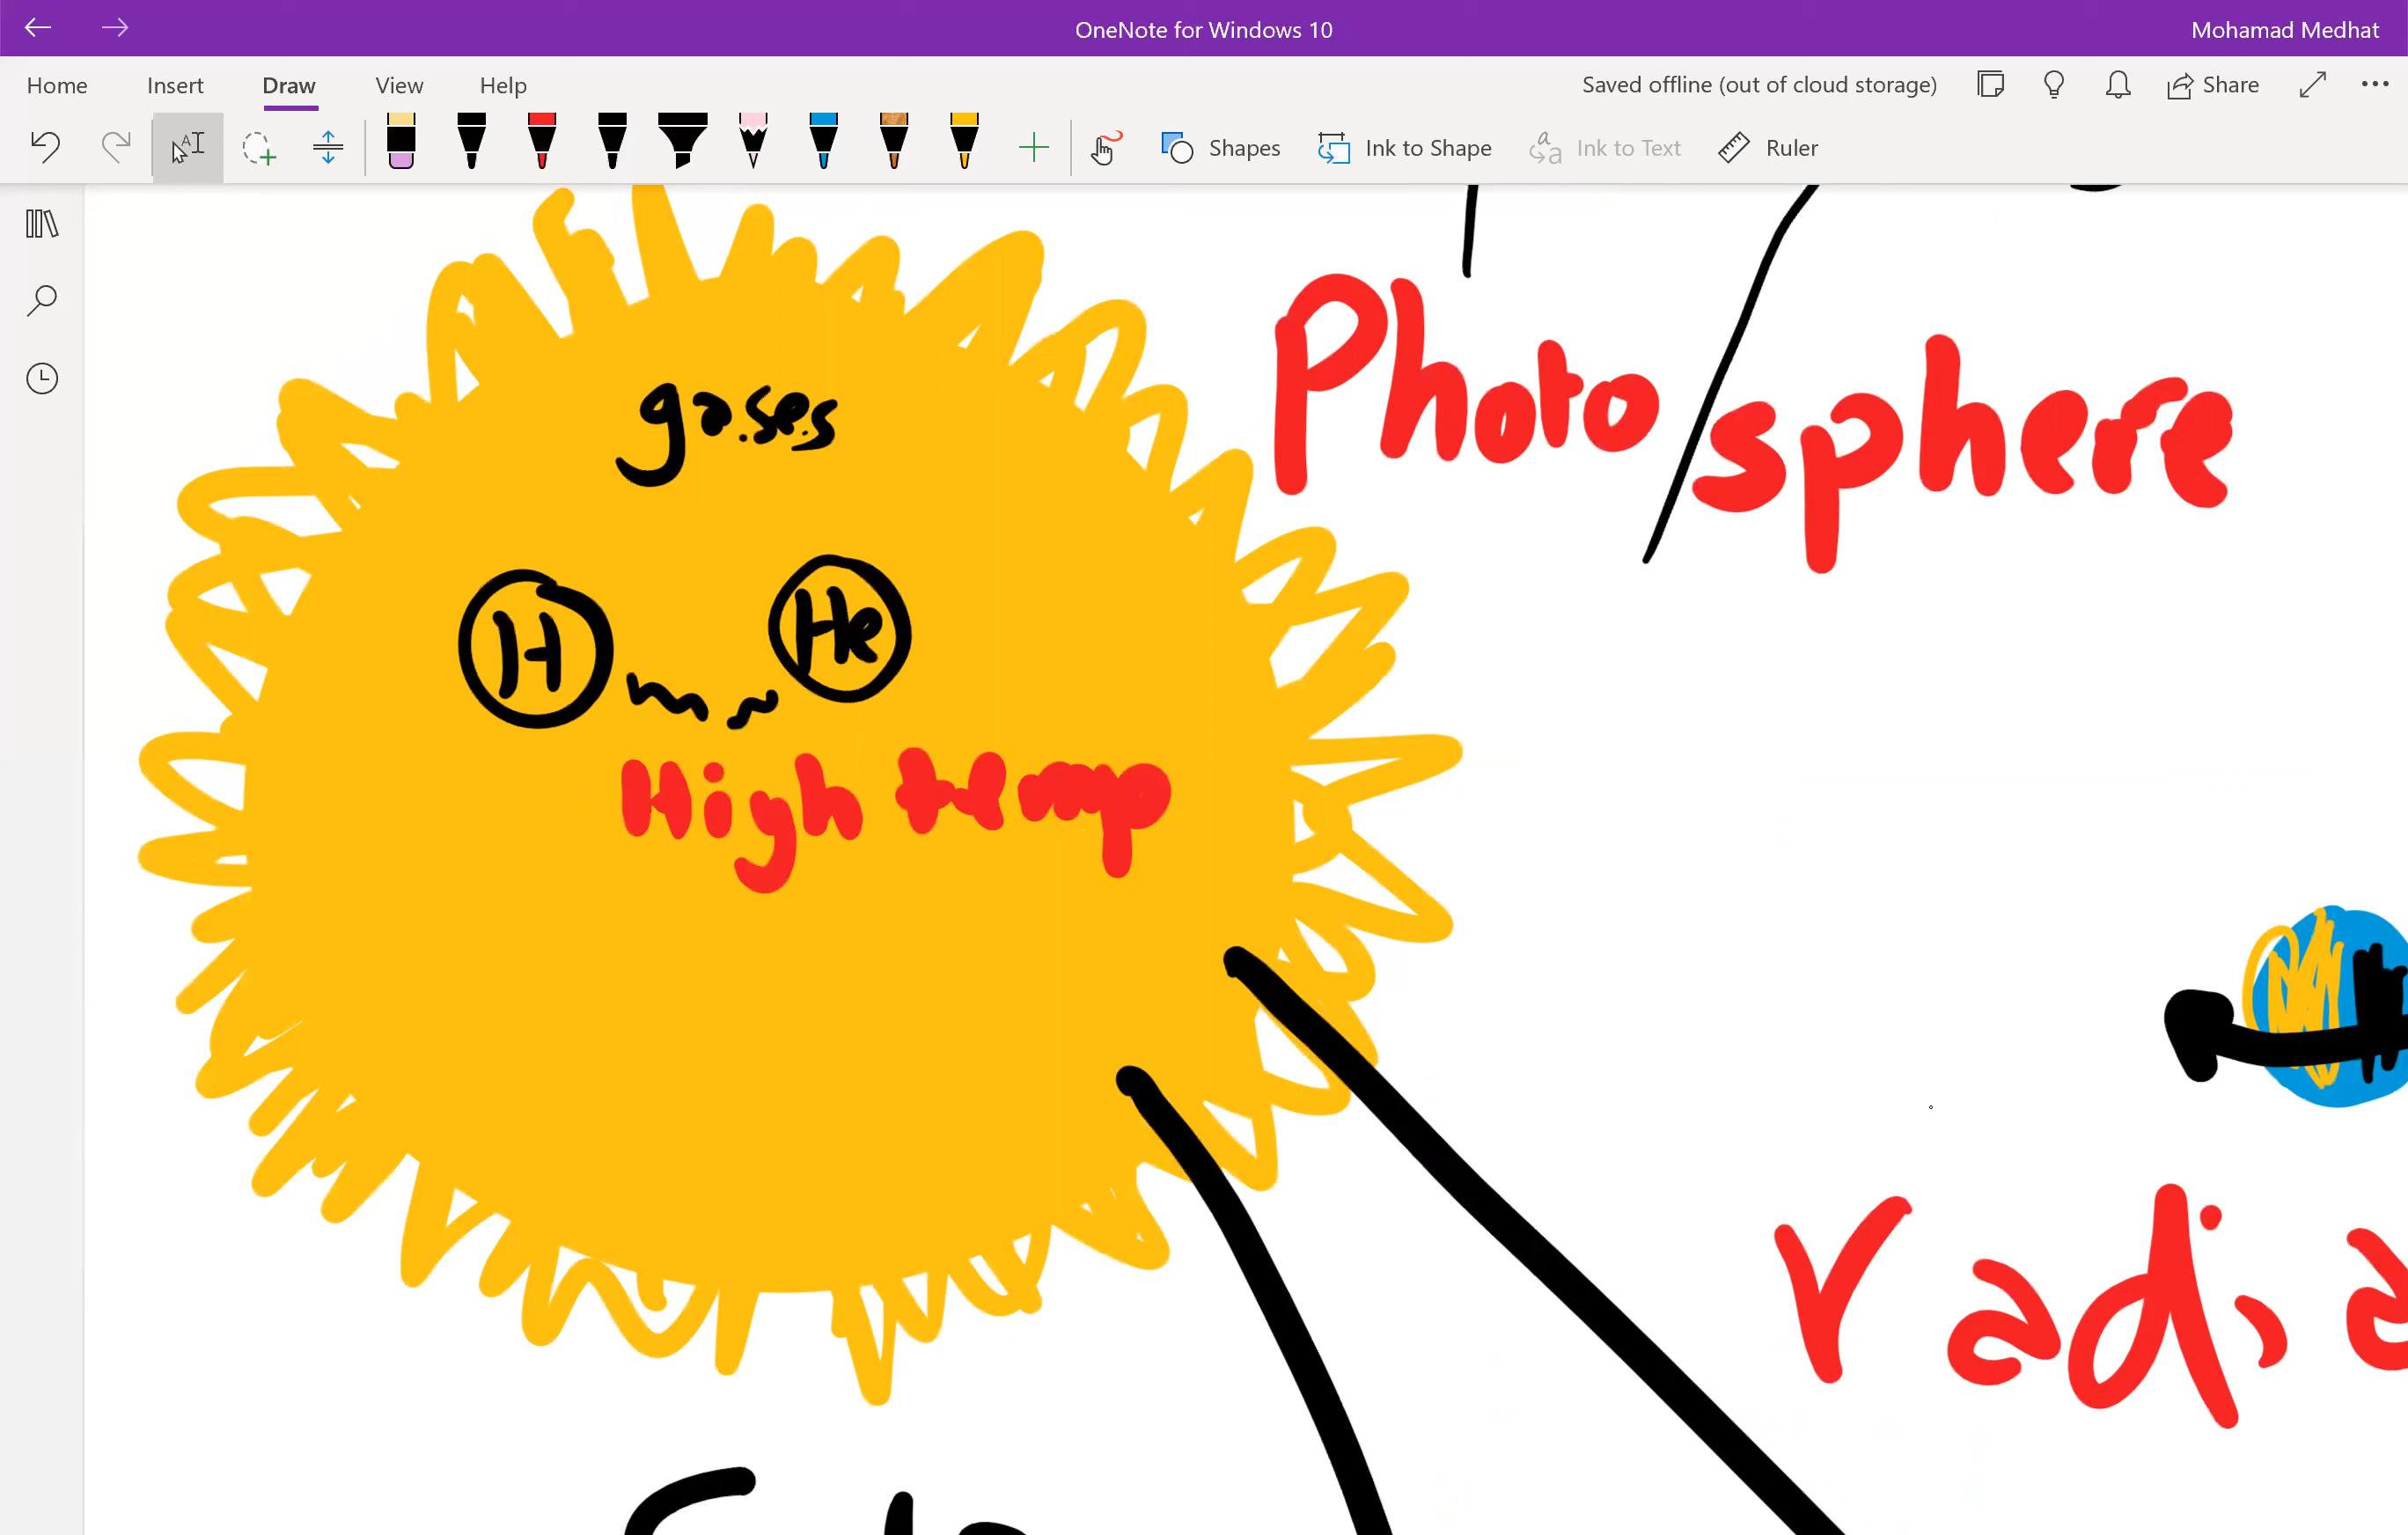 OneNote for Windows 10
Mohamad Medhat
Home Insert Draw View Help
Saved offline (out of cloud storage)
Share
Shapes
Ink to Shape
Ink to Text
Ruler
Photo/sphere
gases
H
He
High temp
radia